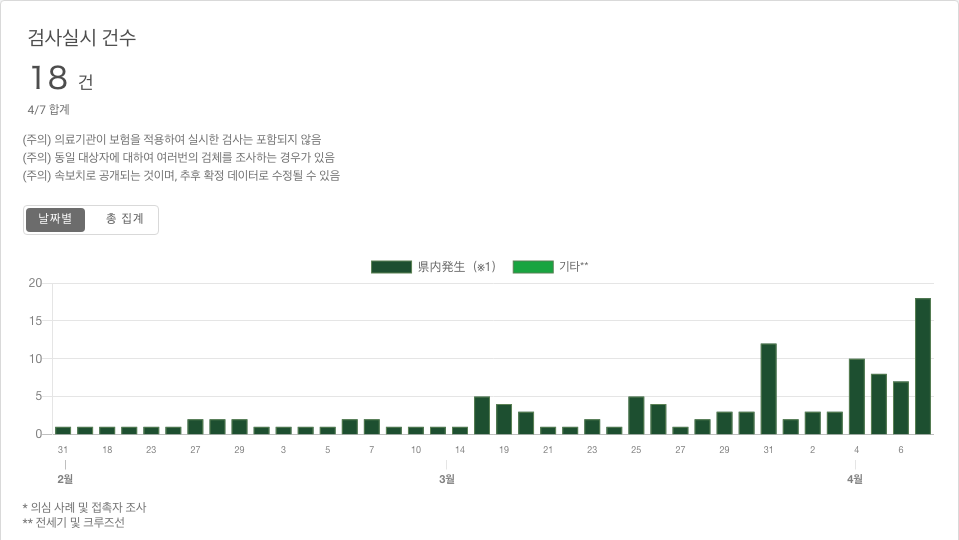 검사실시 건수
18 건
4/7 합계
(주의) 의료기관이 보험을 적용하여 실시한 검사는 포함되지 않음
(주의) 동일 대상자에 대하여 여러번의 검체를 조사하는 경우가 있음
(주의) 속보치로 공개되는 것이며, 추후 확정 데이터로 수정될 수 있음
날짜별 총 집계
県内発生（※1） 기타**
20
15
10
5
0
31 18 23 27 29 3 5 7 10 14 19 21 23 25 27 29 31 2 4 6
2월 3월 4월
* 의심 사례 및 접촉자 조사
** 전세기 및 크루즈선